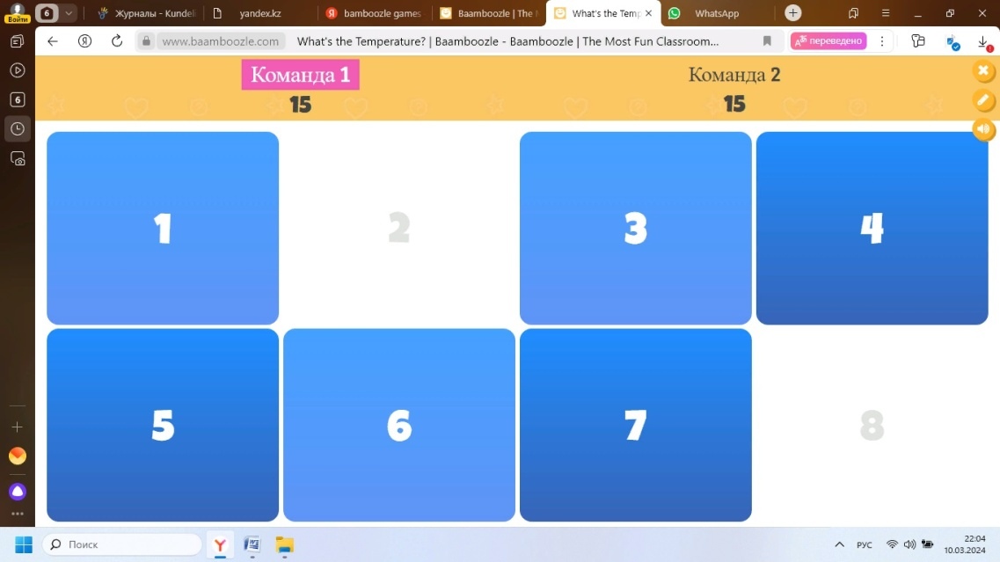 Войти
6
Журналы - Kundeli
yandex.kz
Я
bamboozle games
Baamboozle | The M
What's the Temp
WhatsApp
Я
www.baamboozle.com
What's the Temperature? | Baamboozle - Baamboozle | The Most Fun Classroom...
переведено
6
Команда 1
Команда 2
15
15
1
2
3
4
5
6
7
8
Поиск
РУС
22:04
10.03.2024